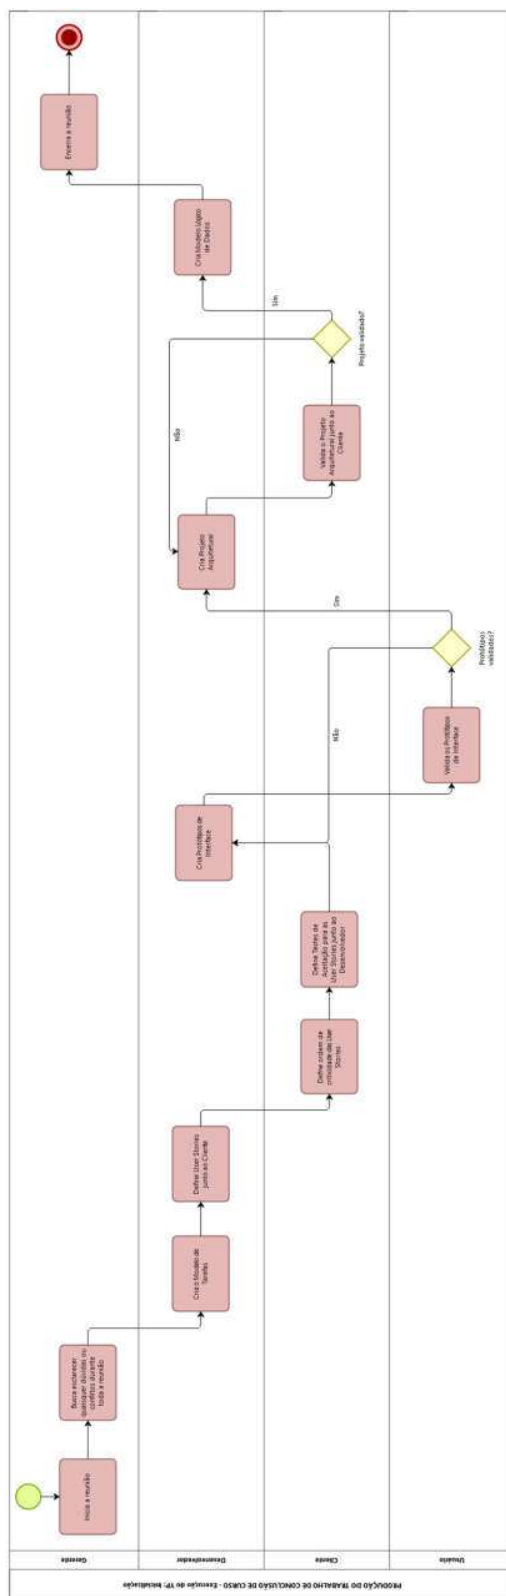 PRODUÇÃO DO TRABALHO DE CONCLUSÃO DE CURSO - Execução do YP: Inicialização
Gerente
Desenvolvedor
Cliente
Usuário
Inicia a reunião
Busca esclarecer
quaisquer dúvidas ou
conflitos durante
toda a reunião
Cria o Modelo de
Tarefas
Define User Stories
junto ao Cliente
Define ordem de
criticidade das User
Stories
Define Testes de
Aceitação para as
User Stories junto ao
Desenvolvedor
Cria Protótipos de
Interface
Valida os Protótipos
de Interface
Protótipos
validados?
Não
Sim
Cria Projeto
Arquitetural
Valida o Projeto
Arquitetural junto ao
Cliente
Projeto validado?
Não
Sim
Cria Modelo Lógico
de Dados
Encerra a reunião